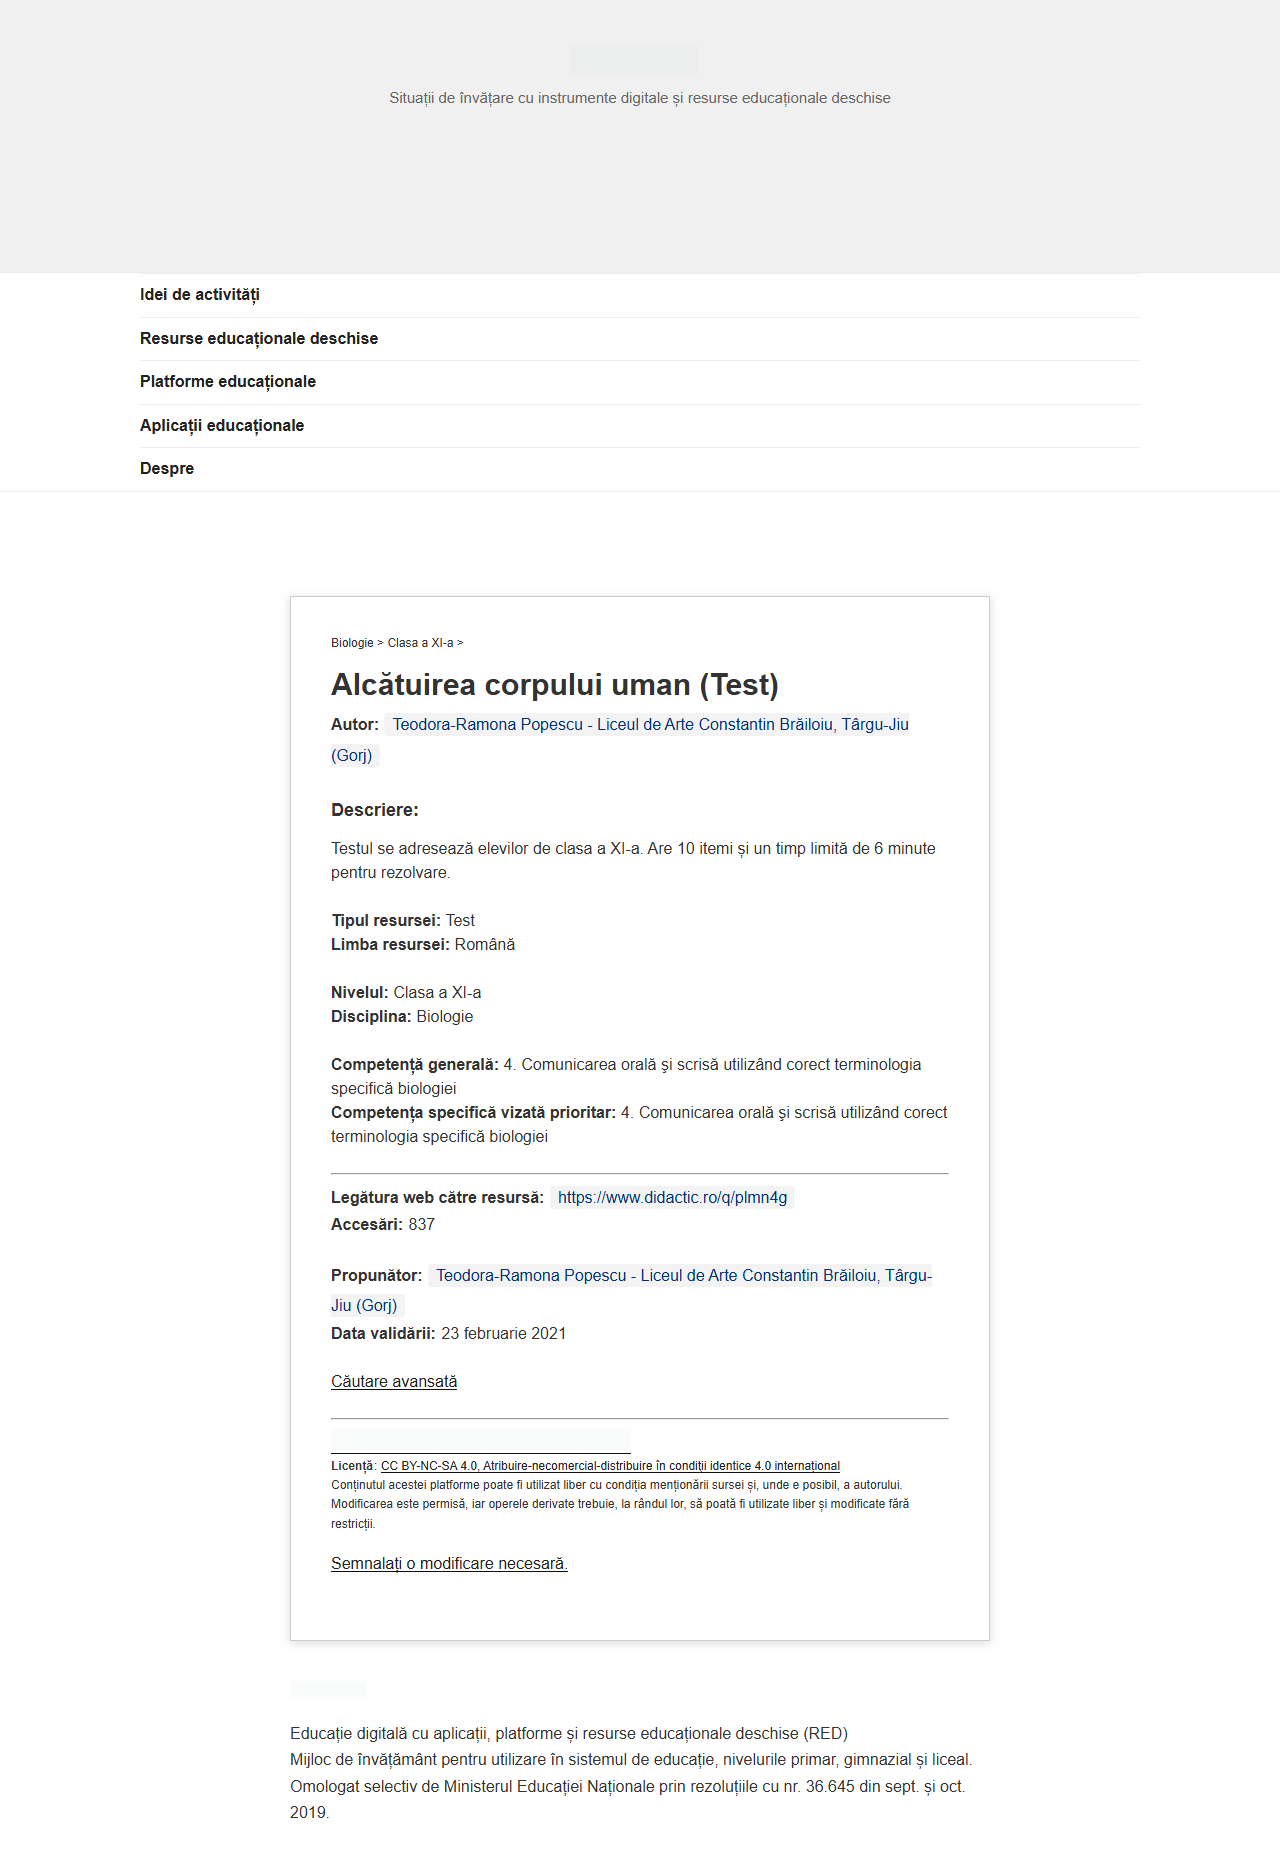 Situații de învățare cu instrumente digitale și resurse educaționale deschise
Idei de activități
Resurse educaționale deschise
Platforme educaționale
Aplicații educaționale
Despre
Biologie > Clasa a XI-a >
Alcătuirea corpului uman (Test)
Autor: Teodora-Ramona Popescu - Liceul de Arte Constantin Brăiloiu, Târgu-Jiu
(Gorj)
Descriere:
Testul se adresează elevilor de clasa a XI-a. Are 10 itemi și un timp limită de 6 minute
pentru rezolvare.
Tipul resursei: Test
Limba resursei: Română
Nivelul: Clasa a XI-a
Disciplina: Biologie
Competență generală: 4. Comunicarea orală şi scrisă utilizând corect terminologia
specifică biologiei
Competența specifică vizată prioritar: 4. Comunicarea orală şi scrisă utilizând corect
terminologia specifică biologiei
Legătura web către resursă: https://www.didactic.ro/q/plmn4g
Accesări: 837
Propunător: Teodora-Ramona Popescu - Liceul de Arte Constantin Brăiloiu, Târgu-
Jiu (Gorj)
Data validării: 23 februarie 2021
Căutare avansată
Licență: CC BY-NC-SA 4.0, Atribuire-necomercial-distribuire în condiţii identice 4.0 internațional
Conținutul acestei platforme poate fi utilizat liber cu condiția menționării sursei și, unde e posibil, a autorului.
Modificarea este permisă, iar operele derivate trebuie, la rândul lor, să poată fi utilizate liber și modificate fără
restricții.
Semnalați o modificare necesară.
Educație digitală cu aplicații, platforme și resurse educaționale deschise (RED)
Mijloc de învățământ pentru utilizare în sistemul de educație, nivelurile primar, gimnazial și liceal.
Omologat selectiv de Ministerul Educației Naționale prin rezoluțiile cu nr. 36.645 din sept. și oct.
2019.